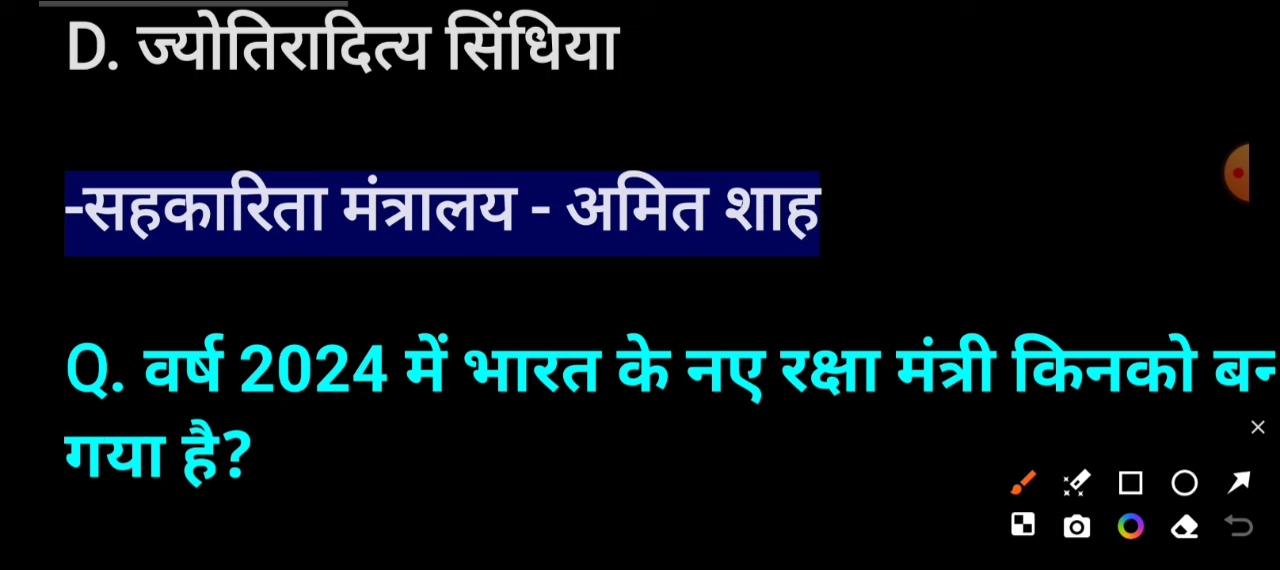 D. ज्योतिरादित्य सिंधिया
-सहकारिता मंत्रालय - अमित शाह
Q. वर्ष 2024 में भारत के नए रक्षा मंत्री किनको
गया है?